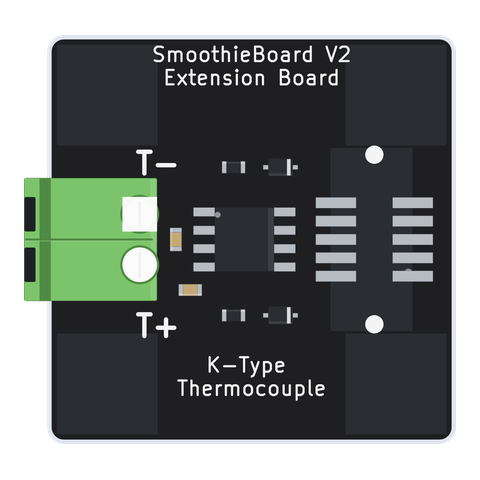 SmoothieBoard V2
Extension Board
T–
T+
K–Type
Thermocouple